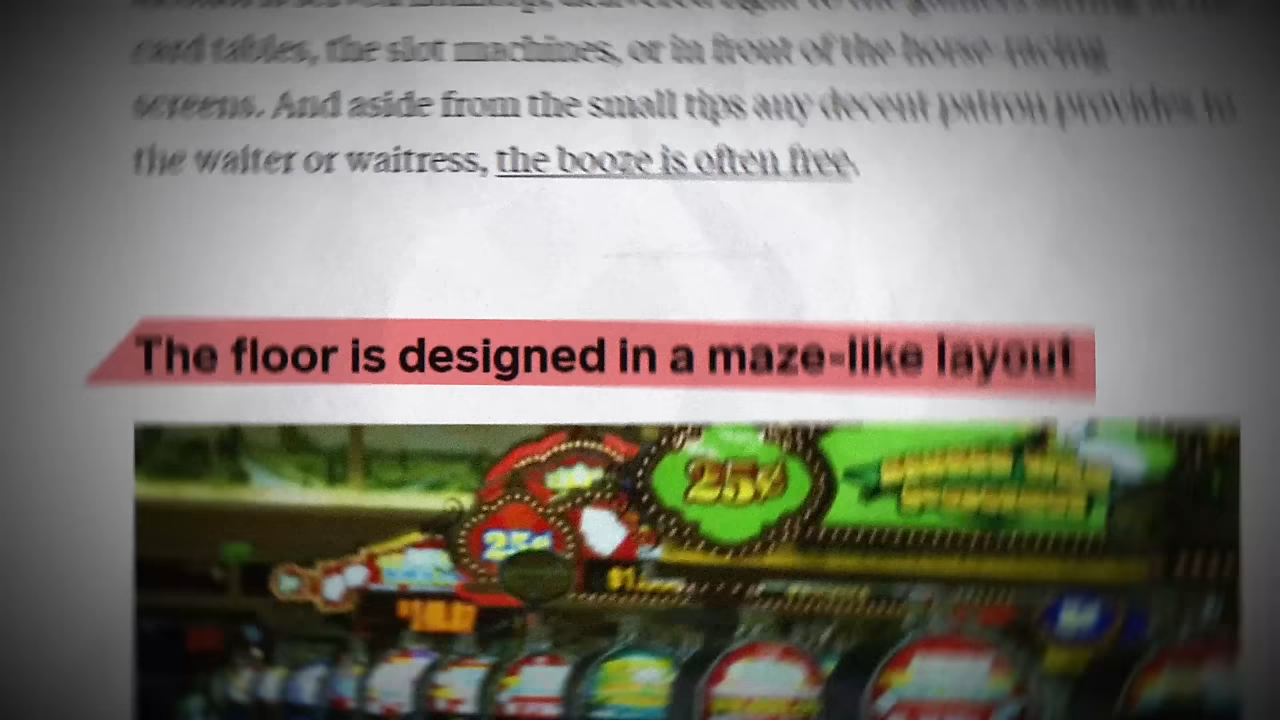 card tables, the slot machines, or in front of the horse-racing
screens. And aside from the small tips any decent patron provides to
the waiter or waitress, the booze is often free.
The floor is designed in a maze-like layout
25¢
25¢